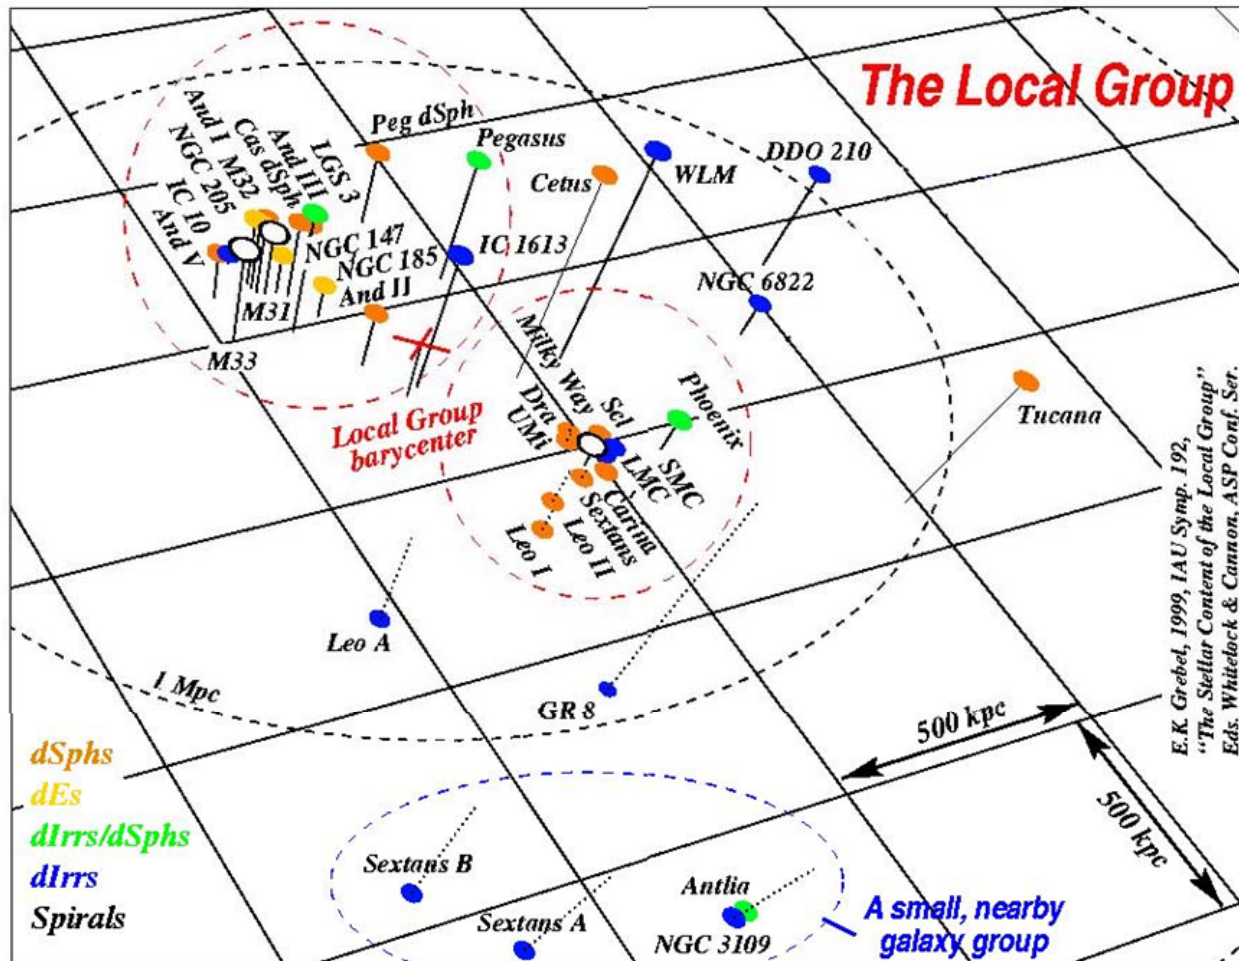 The Local Group
Peg dSph
Pegasus
Cetus
WLM
DDO 210
And I
NGC 205
IC 10
And V
M32
Cas dSph
And III
LGS 3
NGC 147
NGC 185
And II
M31
M33
IC 1613
NGC 6822
Milky Way
Scl
Phoenix
Tucana
Dra
UMi
Local Group
barycenter
SMC
LMC
Carina
Sextans
Leo II
Leo I
Leo A
GR 8
1 Mpc
500 kpc
500 kpc
dSphs
dEs
dIrrs/dSphs
dIrrs
Spirals
Sextans B
Sextans A
Antlia
NGC 3109
A small, nearby
galaxy group
E.K. Grebel, 1999, IAU Symp. 192,
“The Stellar Content of the Local Group”
Eds. Whitelock & Cannon, ASP Conf. Ser.